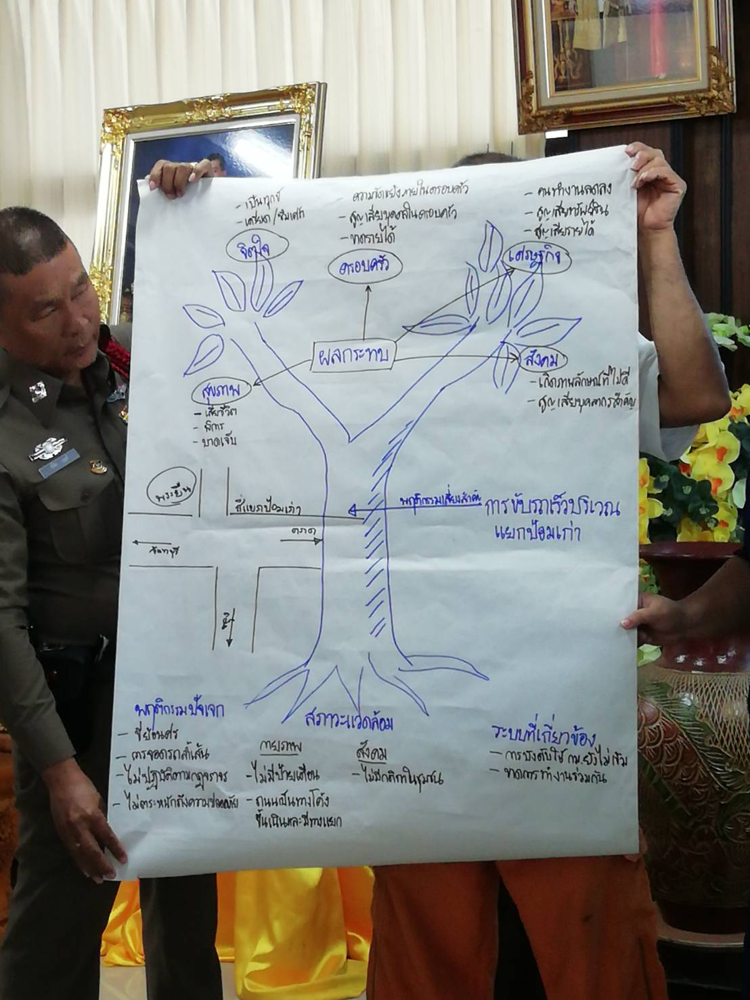 - เป็นทุกข์
- เครียด/ซึมเศร้า
จิตใจ
- ความขัดแย้งภายในครอบครัว
- สูญเสียบุคคลในครอบครัว
- ขาดรายได้
ครอบครัว
- คนทำงานลดลง
- สูญเสียทรัพย์สิน
- สูญเสียรายได้
เศรษฐกิจ
ผลกระทบ
สังคม
- เกิดภาพลักษณ์ที่ไม่ดี
- สูญเสียบุคลากรสำคัญ
สุขภาพ
- เสียชีวิต
- พิการ
- บาดเจ็บ
พระยืน
สี่แยกป้อมเก่า
ตลาด
พฤติกรรมเสี่ยงสำคัญ
การขับรถเร็วบริเวณ
แยกป้อมเก่า
พฤติกรรมปัจเจก
- ขี่ย้อนศร
- การจอดรถล้ำเส้น
- ไม่ปฏิบัติตามกฎจราจร
- ไม่ตระหนักถึงความปลอดภัย
สภาวะแวดล้อม
กายภาพ
- ไม่มีป้ายเตือน
- ถนนเป็นทางโค้ง
ขึ้นเนินและมีทางแยก
สังคม
- ไม่มีกติกาในชุมชน
ระบบที่เกี่ยวข้อง
- การบังคับใช้ กม. ยังไม่เข้ม
- ขาดการทำงานร่วมกัน